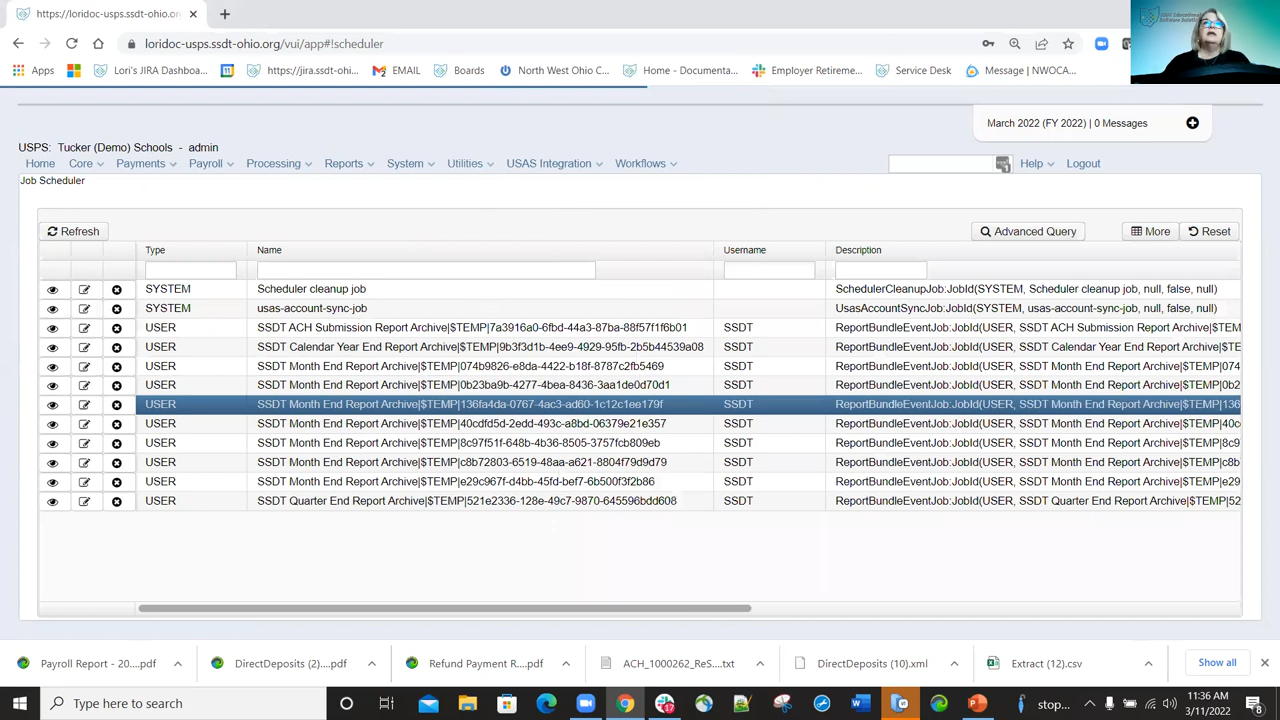 https://loridoc-usps.ssdt-ohio.org/
loridoc-usps.ssdt-ohio.org/vui/app#!scheduler
Apps Lori's JIRA Dashboa... https://jira.ssdt-ohi... EMAIL Boards North West Ohio C... Home - Documenta... Employer Retireme... Service Desk Message | NWOCA...
March 2022 (FY 2022) | 0 Messages
USPS: Tucker (Demo) Schools - admin
Home Core Payments Payroll Processing Reports System Utilities USAS Integration Workflows Help Logout
Job Scheduler
Refresh Advanced Query More Reset
Type Name Username Description
SYSTEM Scheduler cleanup job SchedulerCleanupJob:JobId(SYSTEM, Scheduler cleanup job, null, false, null)
SYSTEM usas-account-sync-job UsasAccountSyncJob:JobId(SYSTEM, usas-account-sync-job, null, false, null)
USER SSDT ACH Submission Report Archive|$TEMP|7a3916a0-6fbd-44a3-87ba-88f57f1f6b01 SSDT ReportBundleEventJob:JobId(USER, SSDT ACH Submission Report Archive|$TEM
USER SSDT Calendar Year End Report Archive|$TEMP|9b3f3d1b-4ee9-4929-95fb-2b5b44539a08 SSDT ReportBundleEventJob:JobId(USER, SSDT Calendar Year End Report Archive|$TE
USER SSDT Month End Report Archive|$TEMP|074b9826-e8da-4422-b18f-8787c2fb5469 SSDT ReportBundleEventJob:JobId(USER, SSDT Month End Report Archive|$TEMP|074
USER SSDT Month End Report Archive|$TEMP|0b23ba9b-4277-4bea-8436-3aa1de0d70d1 SSDT ReportBundleEventJob:JobId(USER, SSDT Month End Report Archive|$TEMP|0b2
USER SSDT Month End Report Archive|$TEMP|136fa4da-0767-4ac3-ad60-1c12c1ee179f SSDT ReportBundleEventJob:JobId(USER, SSDT Month End Report Archive|$TEMP|136
USER SSDT Month End Report Archive|$TEMP|40cdfd5d-2edd-493c-a8bd-06379e21e357 SSDT ReportBundleEventJob:JobId(USER, SSDT Month End Report Archive|$TEMP|40c
USER SSDT Month End Report Archive|$TEMP|8c97f51f-648b-4b36-8505-3757fcb809eb SSDT ReportBundleEventJob:JobId(USER, SSDT Month End Report Archive|$TEMP|8c9
USER SSDT Month End Report Archive|$TEMP|c8b72803-6519-48aa-a621-8804f79d9d79 SSDT ReportBundleEventJob:JobId(USER, SSDT Month End Report Archive|$TEMP|c8b
USER SSDT Month End Report Archive|$TEMP|e29c967f-d4bb-45fd-bef7-6b500f3f2b86 SSDT ReportBundleEventJob:JobId(USER, SSDT Month End Report Archive|$TEMP|e29
USER SSDT Quarter End Report Archive|$TEMP|521e2336-128e-49c7-9870-645596bdd608 SSDT ReportBundleEventJob:JobId(USER, SSDT Quarter End Report Archive|$TEMP|52
Payroll Report - 20....pdf DirectDeposits (2)....pdf Refund Payment R....pdf ACH_1000262_ReS....txt DirectDeposits (10).xml Extract (12).csv Show all
Type here to search stop... 11:36 AM
3/11/2022